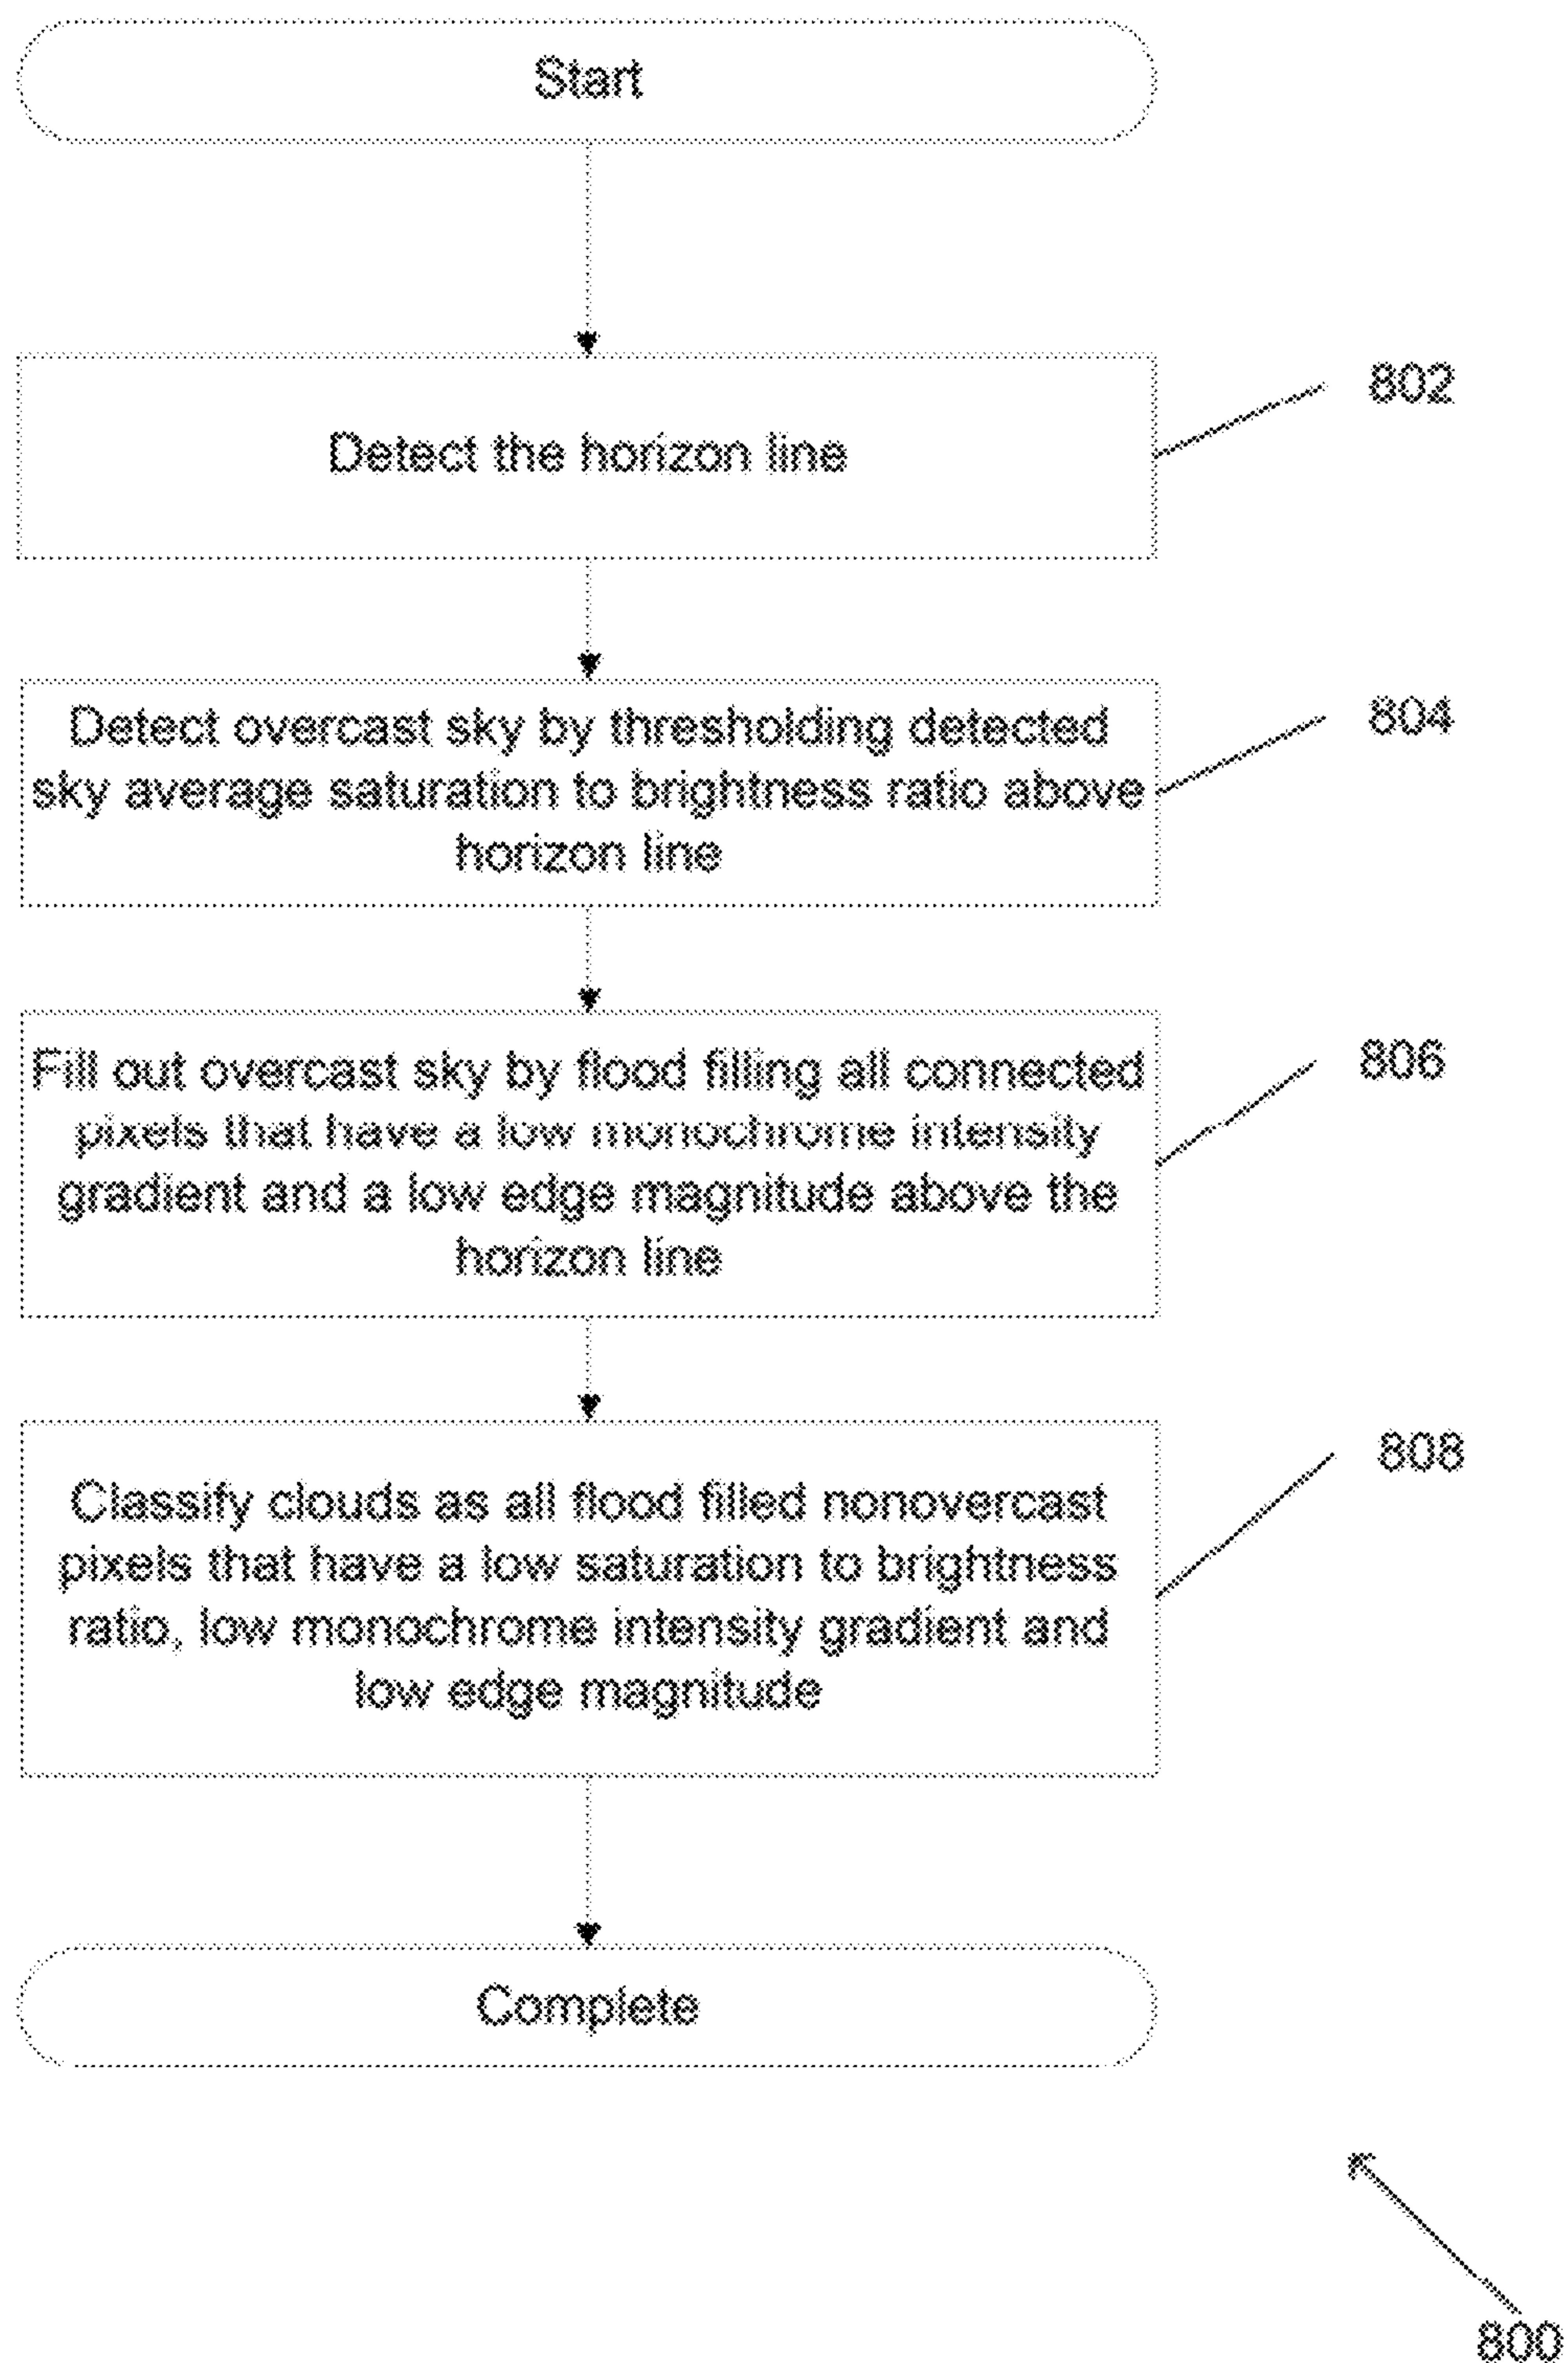 Start
Detect the horizon line
802
Detect overcast sky by thresholding detected
sky average saturation to brightness ratio above
horizon line
804
Fill out overcast sky by flood filling all connected
pixels that have a low monochrome intensity
gradient and a low edge magnitude above the
horizon line
806
Classify clouds as all flood filled nonovercast
pixels that have a low saturation to brightness
ratio, low monochrome intensity gradient and
low edge magnitude
808
Complete
800